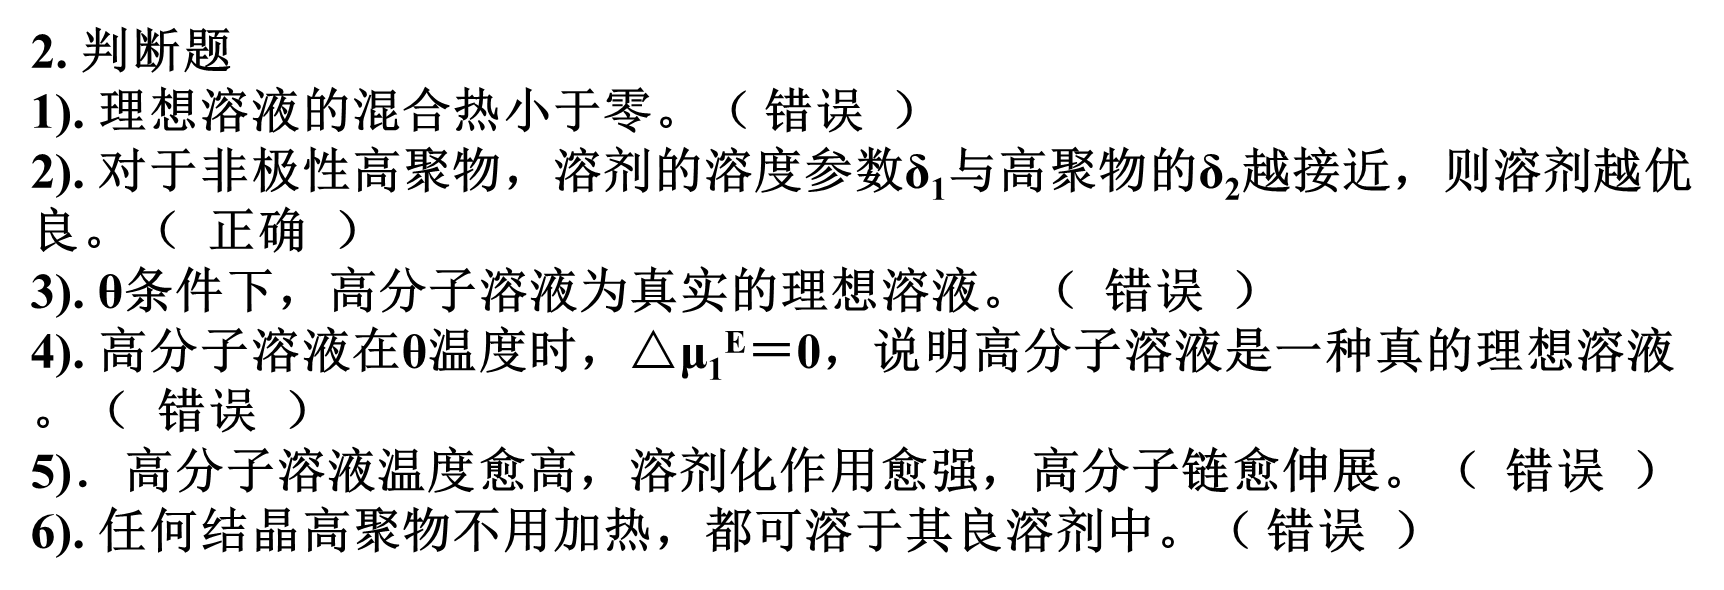 2. 判断题
1). 理想溶液的混合热小于零。（ 错误 ）
2). 对于非极性高聚物，溶剂的溶度参数δ1与高聚物的δ2越接近，则溶剂越优
良。（ 正确 ）
3). θ条件下，高分子溶液为真实的理想溶液。（ 错误 ）
4). 高分子溶液在θ温度时，△μ1E＝0，说明高分子溶液是一种真的理想溶液
。（ 错误 ）
5). 高分子溶液温度愈高，溶剂化作用愈强，高分子链愈伸展。（ 错误 ）
6). 任何结晶高聚物不用加热，都可溶于其良溶剂中。（ 错误 ）